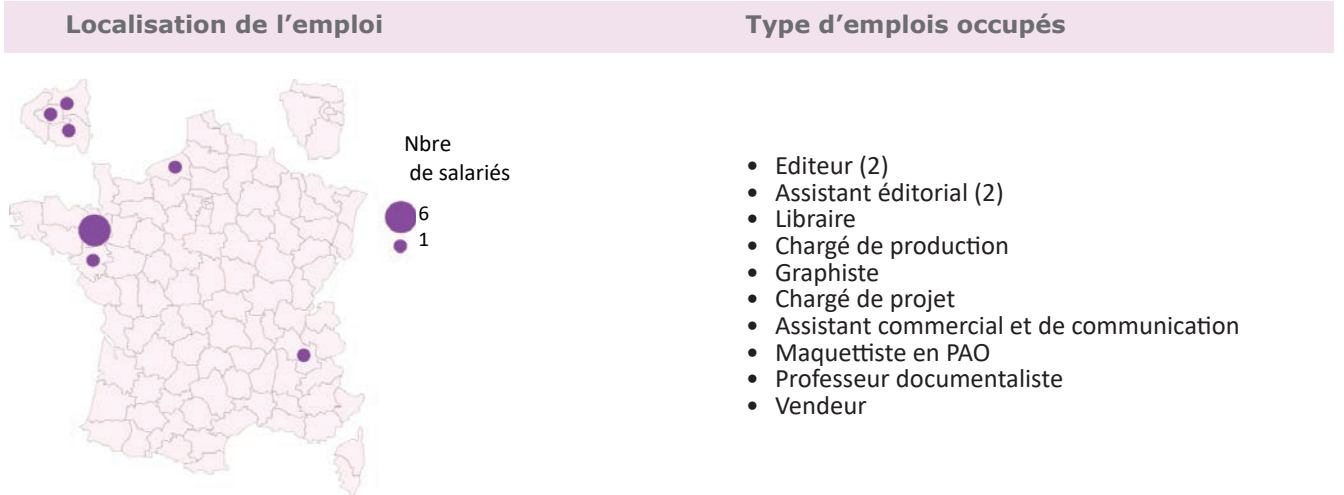 Localisation de l’emploi
Type d’emplois occupés
Nbre
de salariés
6
1
• Editeur (2)
• Assistant éditorial (2)
• Libraire
• Chargé de production
• Graphiste
• Chargé de projet
• Assistant commercial et de communication
• Maquettiste en PAO
• Professeur documentaliste
• Vendeur